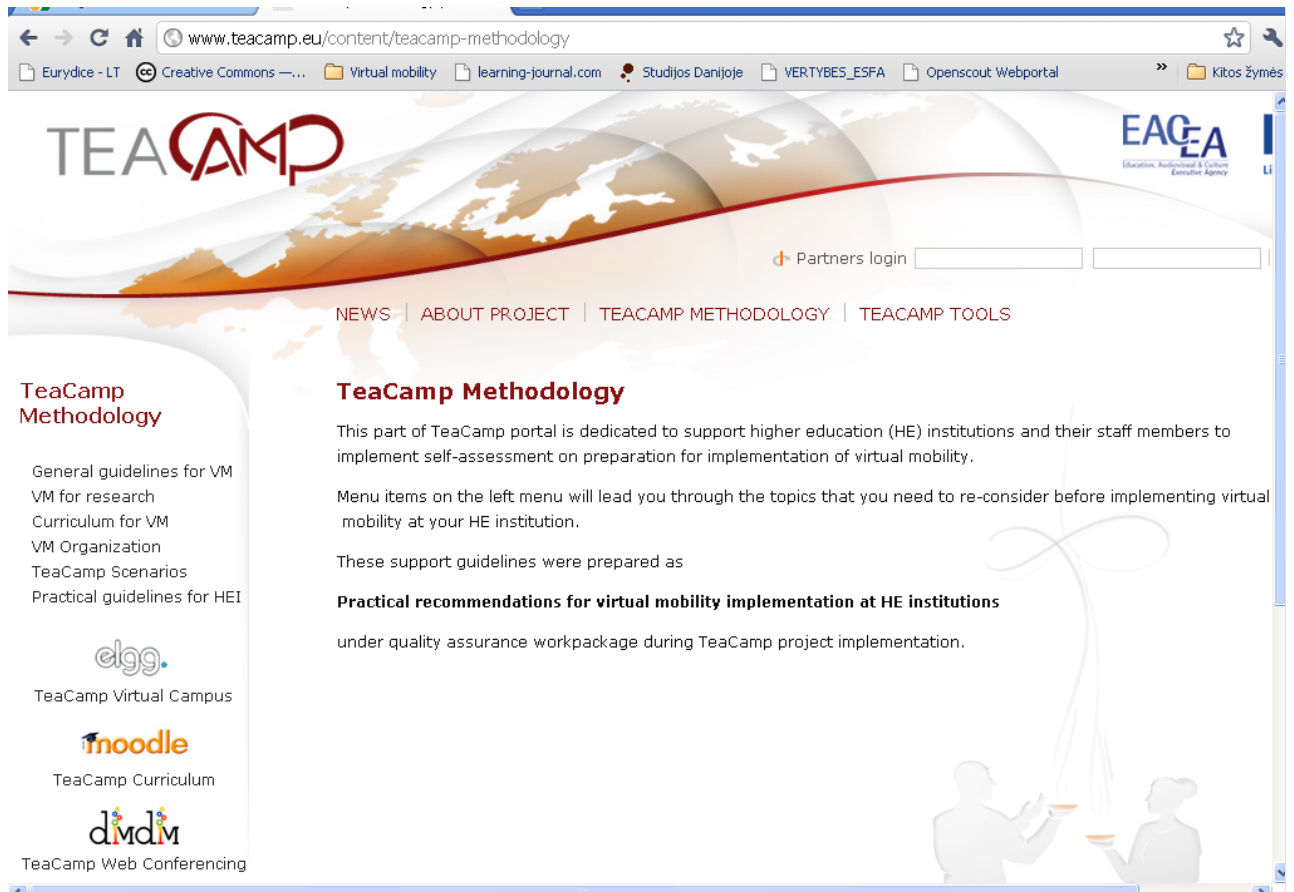 www.teacamp.eu/content/teacamp-methodology
Eurydice - LT
Creative Commons —...
Virtual mobility
learning-journal.com
Studijos Danijoje
VERTYBES_ESFA
Openscout Webportal
»
Kitos žymės
TEACAMP
EACEA
Education, Audiovisual & Culture
Executive Agency
Li
Partners login
NEWS | ABOUT PROJECT | TEACAMP METHODOLOGY | TEACAMP TOOLS
TeaCamp
Methodology
General guidelines for VM
VM for research
Curriculum for VM
VM Organization
TeaCamp Scenarios
Practical guidelines for HEI
elgg.
TeaCamp Virtual Campus
moodle
TeaCamp Curriculum
dimdim
TeaCamp Web Conferencing
TeaCamp Methodology
This part of TeaCamp portal is dedicated to support higher education (HE) institutions and their staff members to
implement self-assessment on preparation for implementation of virtual mobility.
Menu items on the left menu will lead you through the topics that you need to re-consider before implementing virtual
mobility at your HE institution.
These support guidelines were prepared as
Practical recommendations for virtual mobility implementation at HE institutions
under quality assurance workpackage during TeaCamp project implementation.